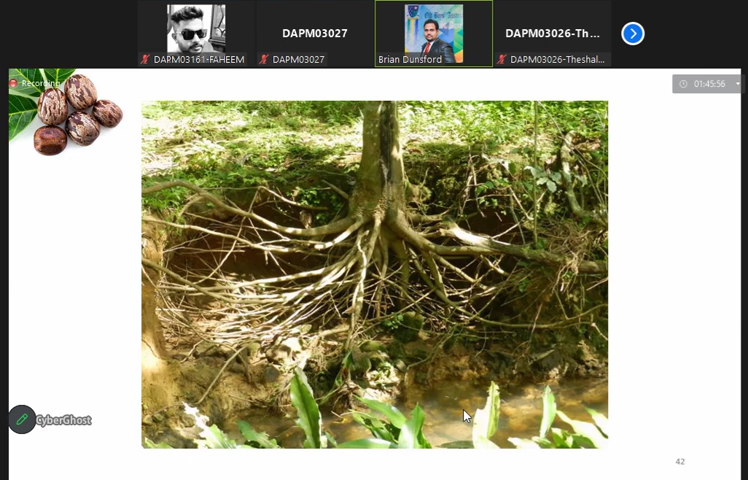 DAPM03027
DAPM03026-Th...
DAPM03161-FAHEEM
DAPM03027
Brian Dunsford
DAPM03026-Theshal...
Recording
01:45:56
CyberGhost
42